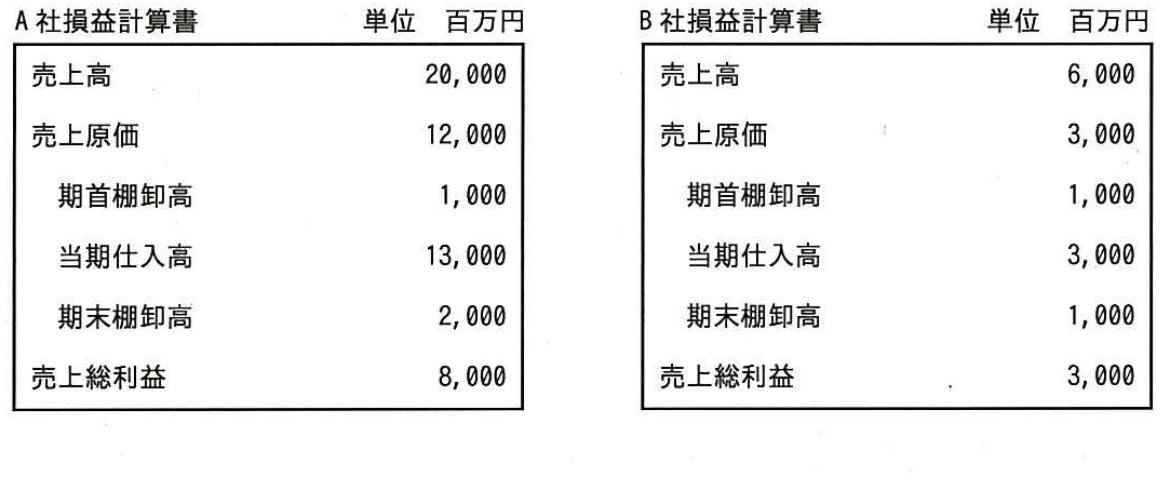 A社損益計算書 単位 百万円
売上高 20,000
売上原価 12,000
期首棚卸高 1,000
当期仕入高 13,000
期末棚卸高 2,000
売上総利益 8,000
B社損益計算書 単位 百万円
売上高 6,000
売上原価 3,000
期首棚卸高 1,000
当期仕入高 3,000
期末棚卸高 1,000
売上総利益 3,000